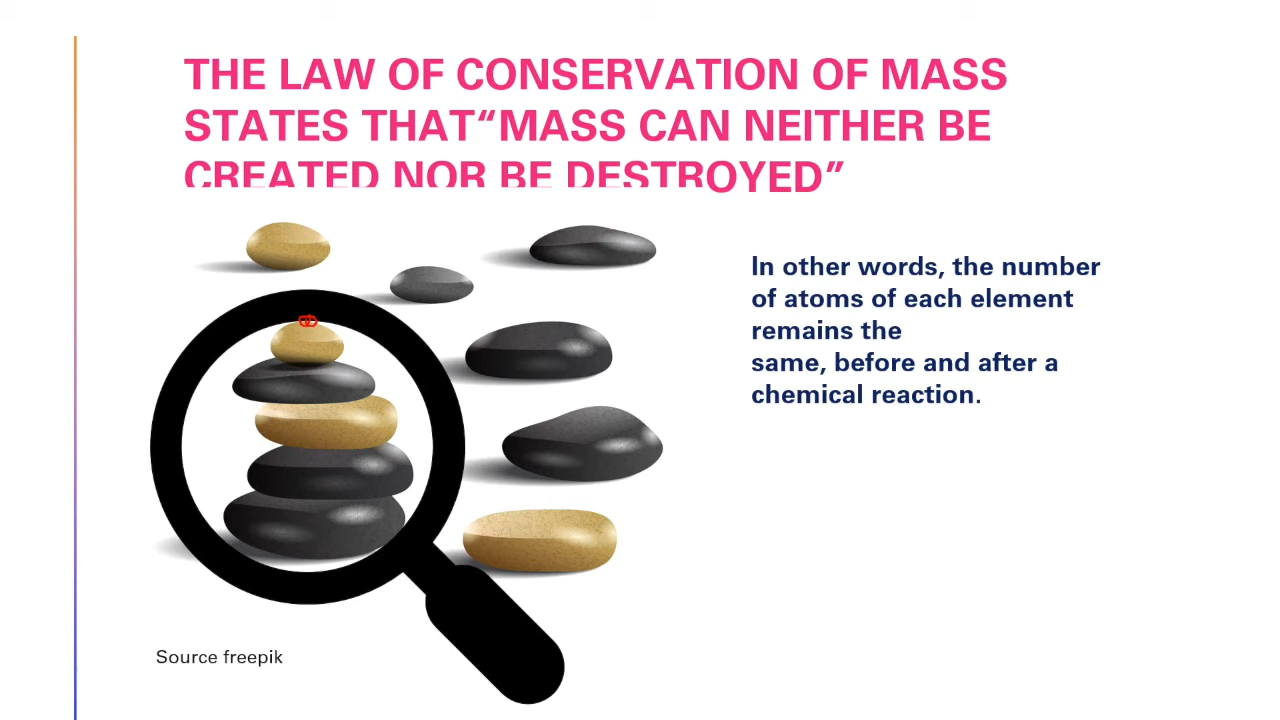 THE LAW OF CONSERVATION OF MASS
STATES THAT“MASS CAN NEITHER BE
CREATED NOR BE DESTROYED”
In other words, the number
of atoms of each element
remains the
same, before and after a
chemical reaction.
Source freepik